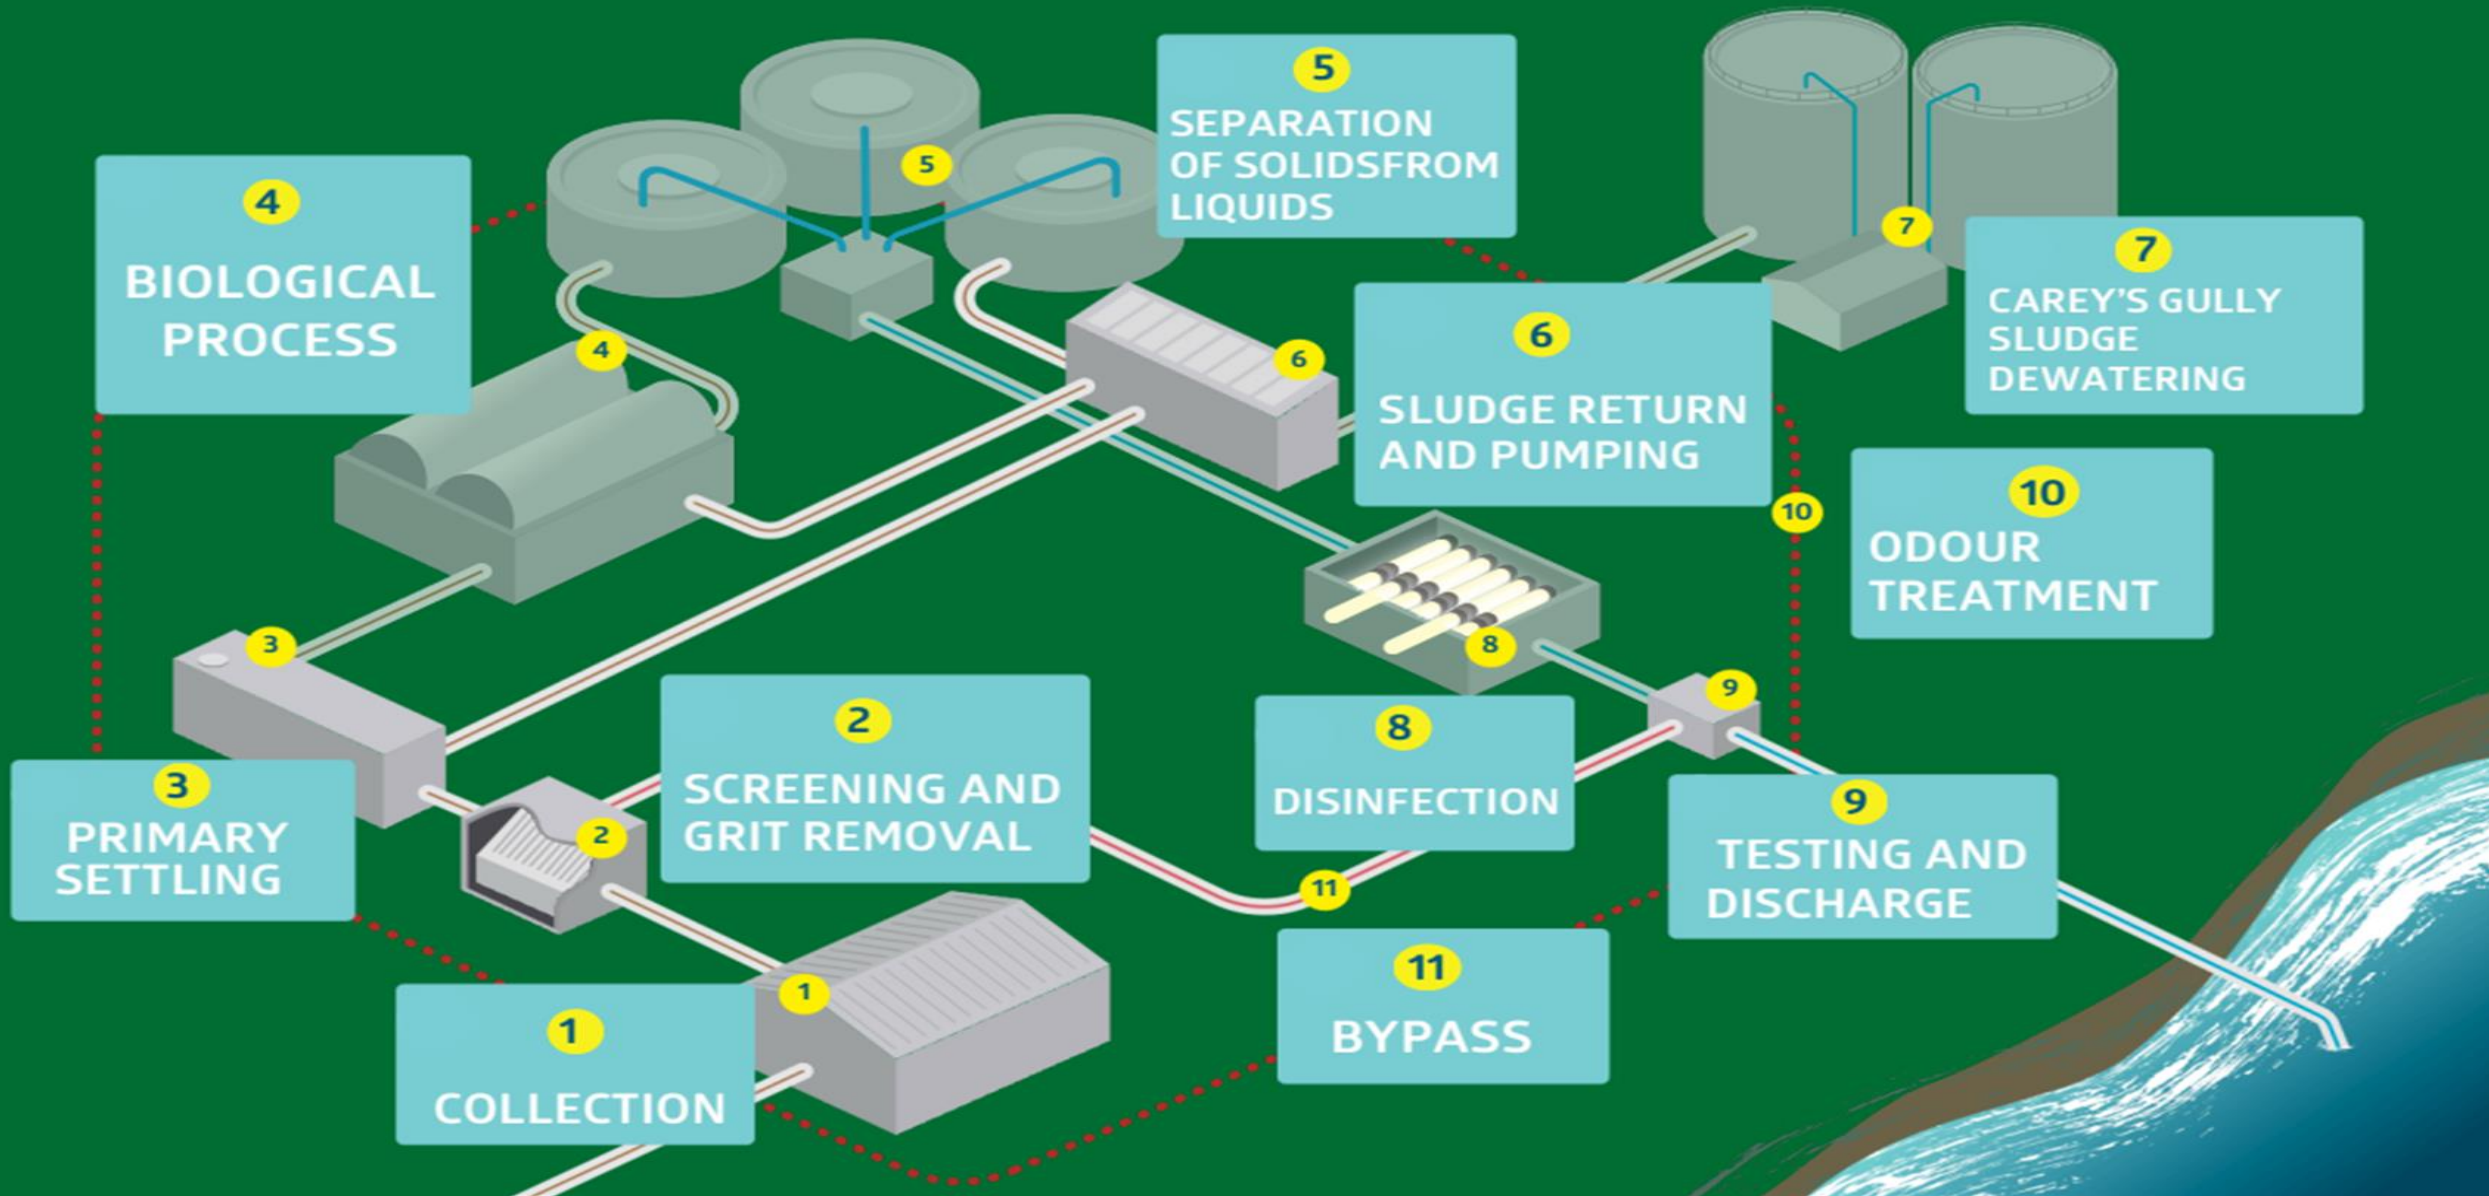 5
SEPARATION
OF SOLIDSFROM
LIQUIDS
4
BIOLOGICAL
PROCESS
5
7
7
CAREY'S GULLY
SLUDGE
DEWATERING
4
6
6
SLUDGE RETURN
AND PUMPING
10
10
ODOUR
TREATMENT
3
8
9
3
PRIMARY
SETTLING
2
2
SCREENING AND
GRIT REMOVAL
8
DISINFECTION
9
TESTING AND
DISCHARGE
11
1
1
COLLECTION
11
BYPASS